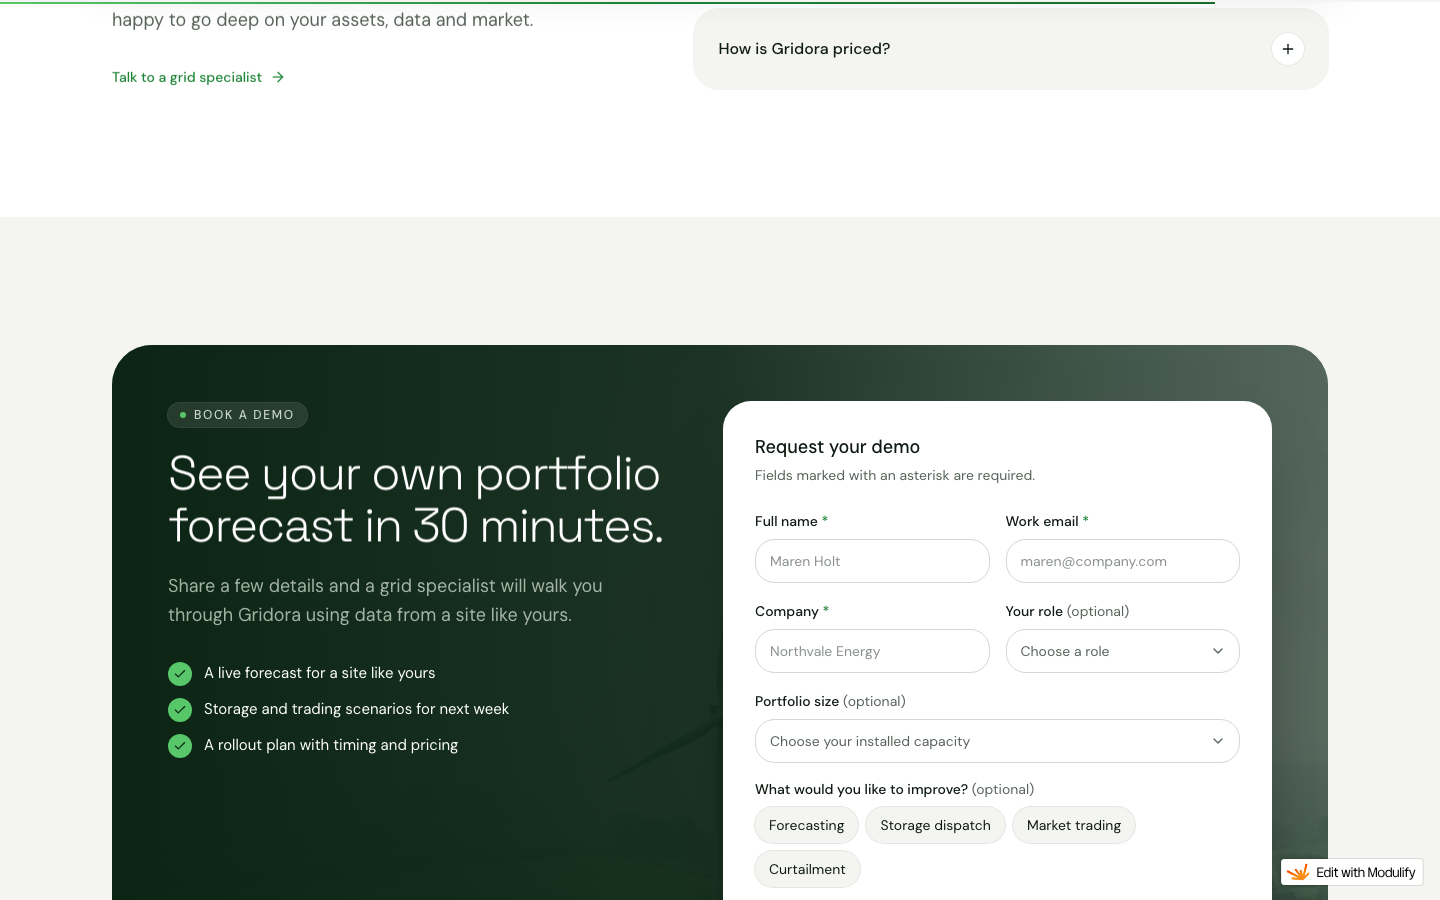 happy to go deep on your assets, data and market.
Talk to a grid specialist →
How is Gridora priced?
BOOK A DEMO
See your own portfolio
forecast in 30 minutes.
Share a few details and a grid specialist will walk you
through Gridora using data from a site like yours.
A live forecast for a site like yours
Storage and trading scenarios for next week
A rollout plan with timing and pricing
Request your demo
Fields marked with an asterisk are required.
Full name *
Maren Holt
Work email *
maren@company.com
Company *
Northvale Energy
Your role (optional)
Choose a role
Portfolio size (optional)
Choose your installed capacity
What would you like to improve? (optional)
Forecasting
Storage dispatch
Market trading
Curtailment
Edit with Modulify